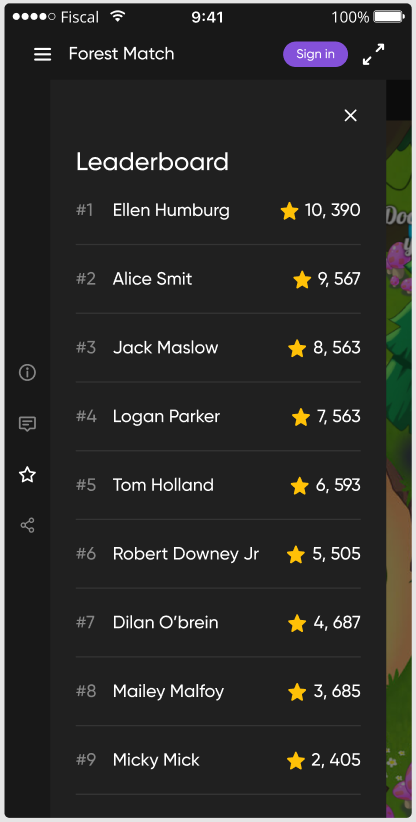 Fiscal 9:41 100%
Forest Match Sign in
Leaderboard
#1 Ellen Humburg 10, 390
#2 Alice Smit 9, 567
#3 Jack Maslow 8, 563
#4 Logan Parker 7, 563
#5 Tom Holland 6, 593
#6 Robert Downey Jr 5, 505
#7 Dilan O’brein 4, 687
#8 Mailey Malfoy 3, 685
#9 Micky Mick 2, 405